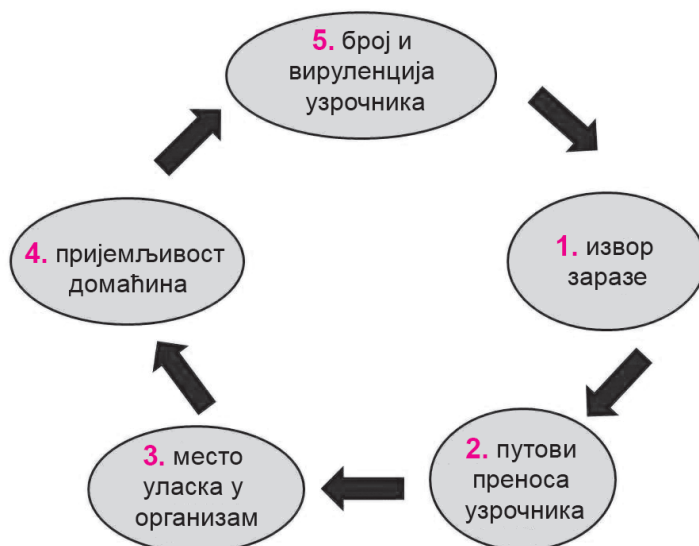 5. број и
вируленција
узрочника
1. извор
заразе
2. путови
преноса
узрочника
3. место
уласка у
организам
4. пријемљивост
домаћина